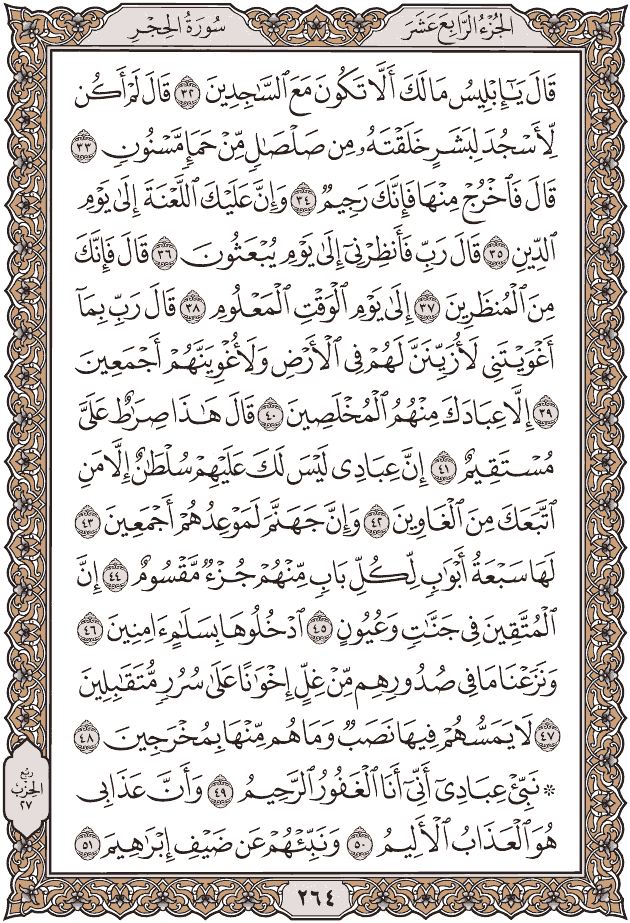 الجُزْءُ الرَّابِعَ عَشَرَ
سُورَةُ الحِجْرِ
قَالَ يَٰٓإِبۡلِيسُ مَالَكَ أَلَّا تَكُونَ مَعَ ٱلسَّٰجِدِينَ ٣٢ قَالَ لَمۡ أَكُن
لِّأَسۡجُدَ لِبَشَرٍ خَلَقۡتَهُۥ مِن صَلۡصَٰلٖ مِّنۡ حَمَإٖ مَّسۡنُونٖ ٣٣
قَالَ فَٱخۡرُجۡ مِنۡهَا فَإِنَّكَ رَجِيمٞ ٣٤ وَإِنَّ عَلَيۡكَ ٱللَّعۡنَةَ إِلَىٰ يَوۡمِ
ٱلدِّينِ ٣٥ قَالَ رَبِّ فَأَنظِرۡنِيٓ إِلَىٰ يَوۡمِ يُبۡعَثُونَ ٣٦ قَالَ فَإِنَّكَ
مِنَ ٱلۡمُنظَرِينَ ٣٧ إِلَىٰ يَوۡمِ ٱلۡوَقۡتِ ٱلۡمَعۡلُومِ ٣٨ قَالَ رَبِّ بِمَآ
أَغۡوَيۡتَنِي لَأُزَيِّنَنَّ لَهُمۡ فِي ٱلۡأَرۡضِ وَلَأُغۡوِيَنَّهُمۡ أَجۡمَعِينَ
٣٩ إِلَّا عِبَادَكَ مِنۡهُمُ ٱلۡمُخۡلَصِينَ ٤٠ قَالَ هَٰذَا صِرَٰطٌ عَلَيَّ
مُسۡتَقِيمٌ ٤١ إِنَّ عِبَادِي لَيۡسَ لَكَ عَلَيۡهِمۡ سُلۡطَٰنٌ إِلَّا مَنِ
ٱتَّبَعَكَ مِنَ ٱلۡغَاوِينَ ٤٢ وَإِنَّ جَهَنَّمَ لَمَوۡعِدُهُمۡ أَجۡمَعِينَ ٤٣
لَهَا سَبۡعَةُ أَبۡوَٰبٖ لِّكُلِّ بَابٖ مِّنۡهُمۡ جُزۡءٞ مَّقۡسُومٌ ٤٤ إِنَّ
ٱلۡمُتَّقِينَ فِي جَنَّٰتٖ وَعُيُونٍ ٤٥ ٱدۡخُلُوهَا بِسَلَٰمٍ ءَامِنِينَ ٤٦
وَنَزَعۡنَا مَا فِي صُدُورِهِم مِّنۡ غِلٍّ إِخۡوَٰنًا عَلَىٰ سُرُرٖ مُّتَقَٰبِلِينَ
٤٧ لَا يَمَسُّهُمۡ فِيهَا نَصَبٞ وَمَا هُم مِّنۡهَا بِمُخۡرَجِينَ ٤٨
۞ نَبِّئۡ عِبَادِيٓ أَنِّيٓ أَنَا ٱلۡغَفُورُ ٱلرَّحِيمُ ٤٩ وَأَنَّ عَذَابِي
هُوَ ٱلۡعَذَابُ ٱلۡأَلِيمُ ٥٠ وَنَبِّئۡهُمۡ عَن ضَيۡفِ إِبۡرَٰهِيمَ ٥١
ربع
الحِزْب
٢٧
٢٦٤